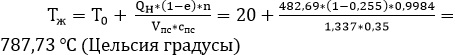 Tж = T0 + (QН*(1−е)*n)/(Vпс*спс) = 20 + (482,69*(1−0,255)*0,9984)/(1,337*0,35) =
787,73 °С (Цельсия градусы)